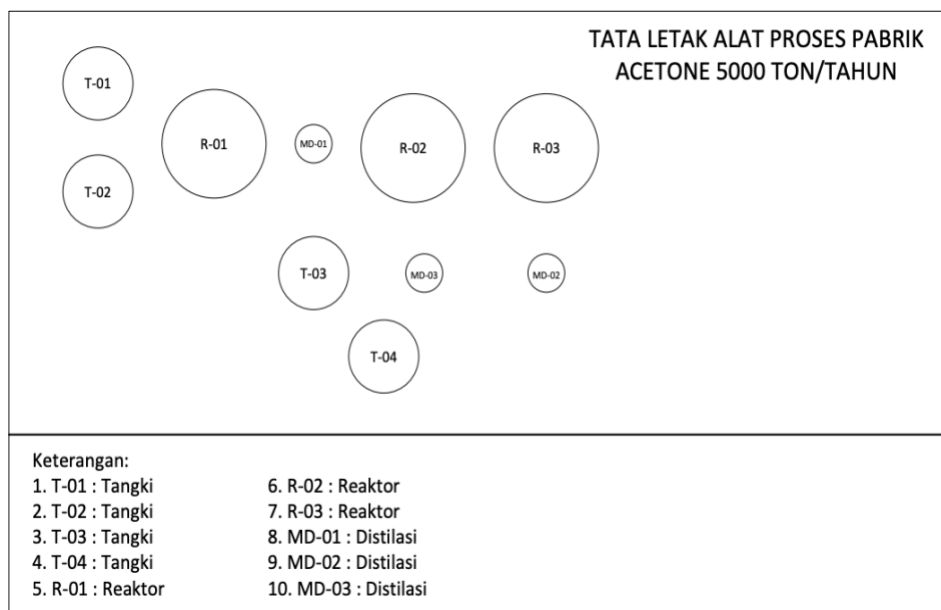 TATA LETAK ALAT PROSES PABRIK
ACETONE 5000 TON/TAHUN
T-01
R-01
MD-01
R-02
R-03
T-02
T-03
MD-03
MD-02
T-04
Keterangan:
1. T-01 : Tangki
2. T-02 : Tangki
3. T-03 : Tangki
4. T-04 : Tangki
5. R-01 : Reaktor
6. R-02 : Reaktor
7. R-03 : Reaktor
8. MD-01 : Distilasi
9. MD-02 : Distilasi
10. MD-03 : Distilasi